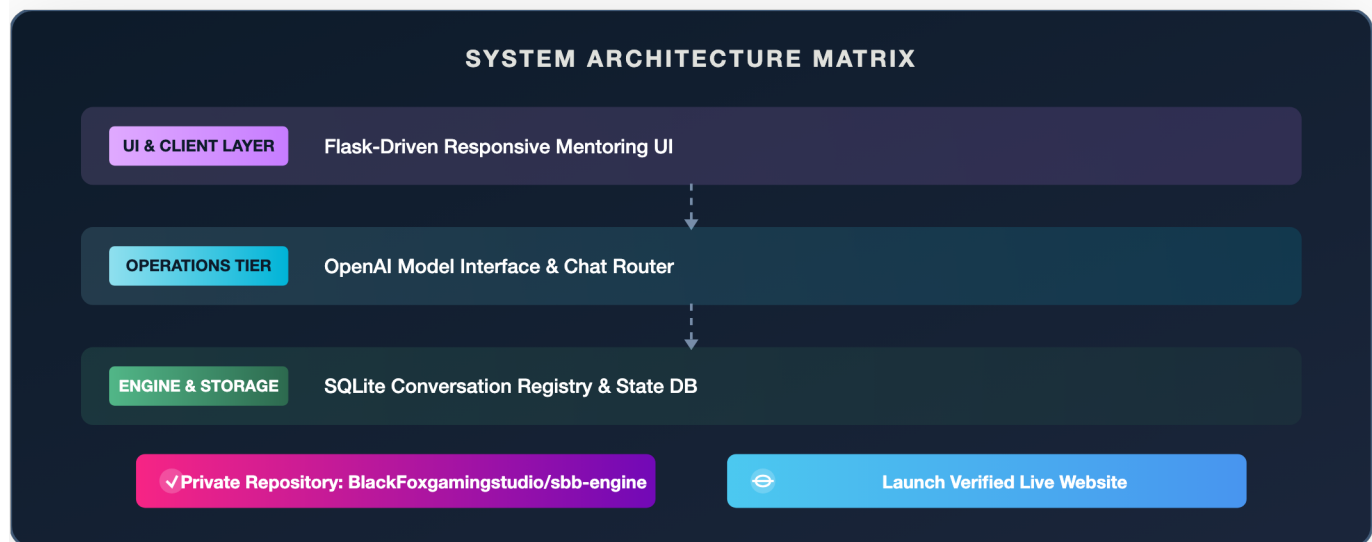 SYSTEM ARCHITECTURE MATRIX
UI & CLIENT LAYER
Flask-Driven Responsive Mentoring UI
OPERATIONS TIER
OpenAI Model Interface & Chat Router
ENGINE & STORAGE
SQLite Conversation Registry & State DB
Private Repository: BlackFoxgamingstudio/sbb-engine
Launch Verified Live Website